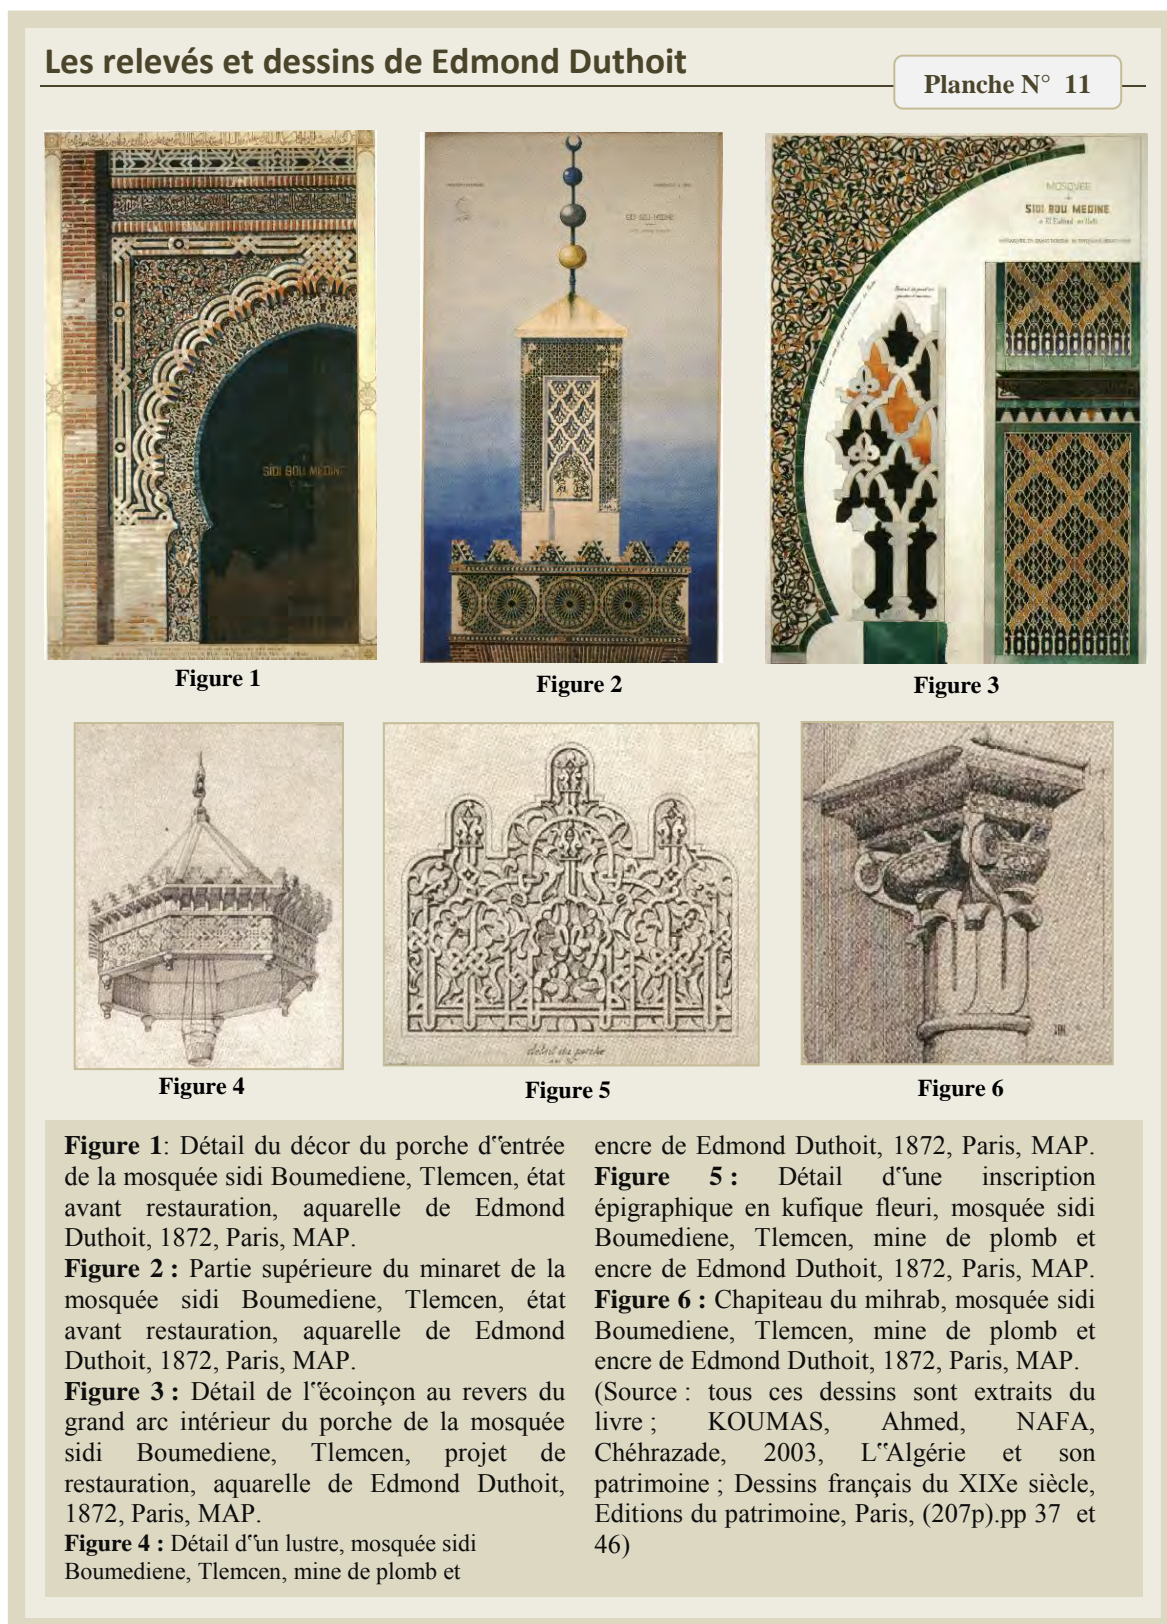 Les relevés et dessins de Edmond Duthoit
Planche N° 11
SIDI BOU MEDINE
SIDI BOU MEDINE
MOSQUEE
SIDI BOU MEDINE
Figure 1
Figure 2
Figure 3
detail du porche
Figure 4
Figure 5
Figure 6
Figure 1: Détail du décor du porche d‟entrée
de la mosquée sidi Boumediene, Tlemcen, état
avant restauration, aquarelle de Edmond
Duthoit, 1872, Paris, MAP.
Figure 2 : Partie supérieure du minaret de la
mosquée sidi Boumediene, Tlemcen, état
avant restauration, aquarelle de Edmond
Duthoit, 1872, Paris, MAP.
Figure 3 : Détail de l‟écoinçon au revers du
grand arc intérieur du porche de la mosquée
sidi Boumediene, Tlemcen, projet de
restauration, aquarelle de Edmond Duthoit,
1872, Paris, MAP.
Figure 4 : Détail d‟un lustre, mosquée sidi
Boumediene, Tlemcen, mine de plomb et
encre de Edmond Duthoit, 1872, Paris, MAP.
Figure 5 : Détail d‟une inscription
épigraphique en kufique fleuri, mosquée sidi
Boumediene, Tlemcen, mine de plomb et
encre de Edmond Duthoit, 1872, Paris, MAP.
Figure 6 : Chapiteau du mihrab, mosquée sidi
Boumediene, Tlemcen, mine de plomb et
encre de Edmond Duthoit, 1872, Paris, MAP.
(Source : tous ces dessins sont extraits du
livre ; KOUMAS, Ahmed, NAFA,
Chéhrazade, 2003, L‟Algérie et son
patrimoine ; Dessins français du XIXe siècle,
Editions du patrimoine, Paris, (207p).pp 37 et
46)